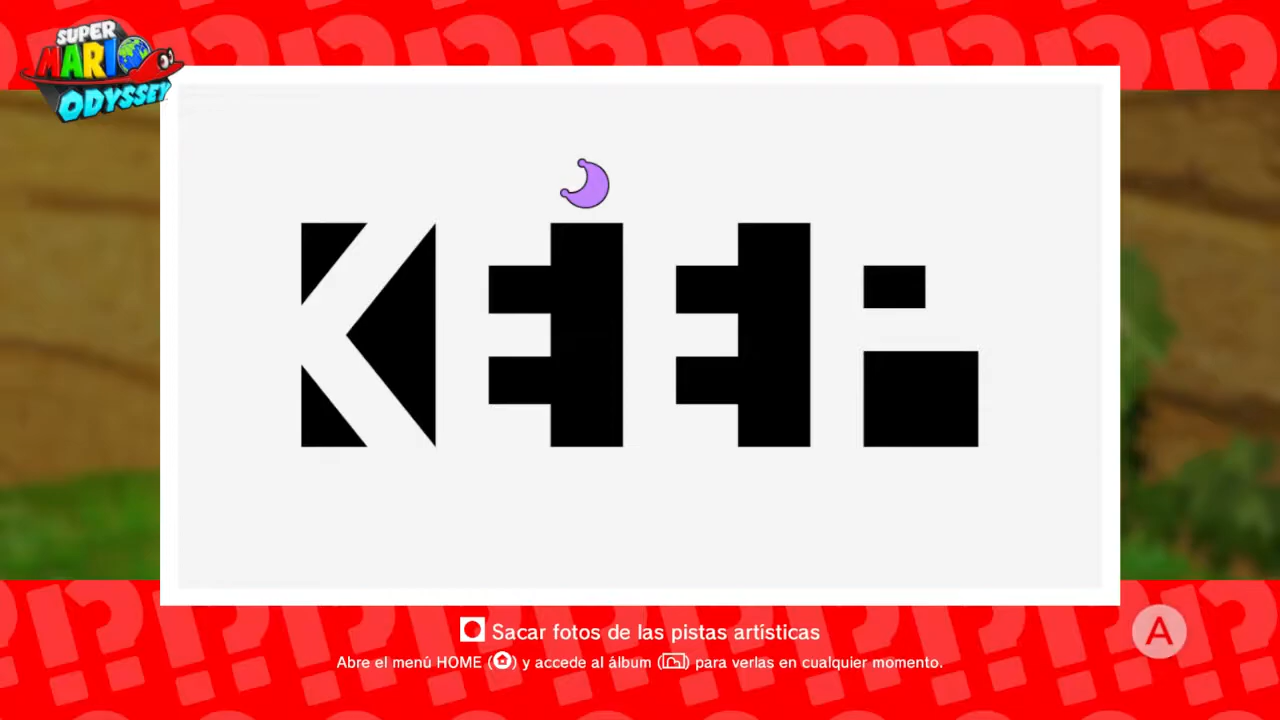 SUPER
MARIO
ODYSSEY
KEEP
Sacar fotos de las pistas artísticas
A
Abre el menú HOME ( ) y accede al álbum ( ) para verlas en cualquier momento.